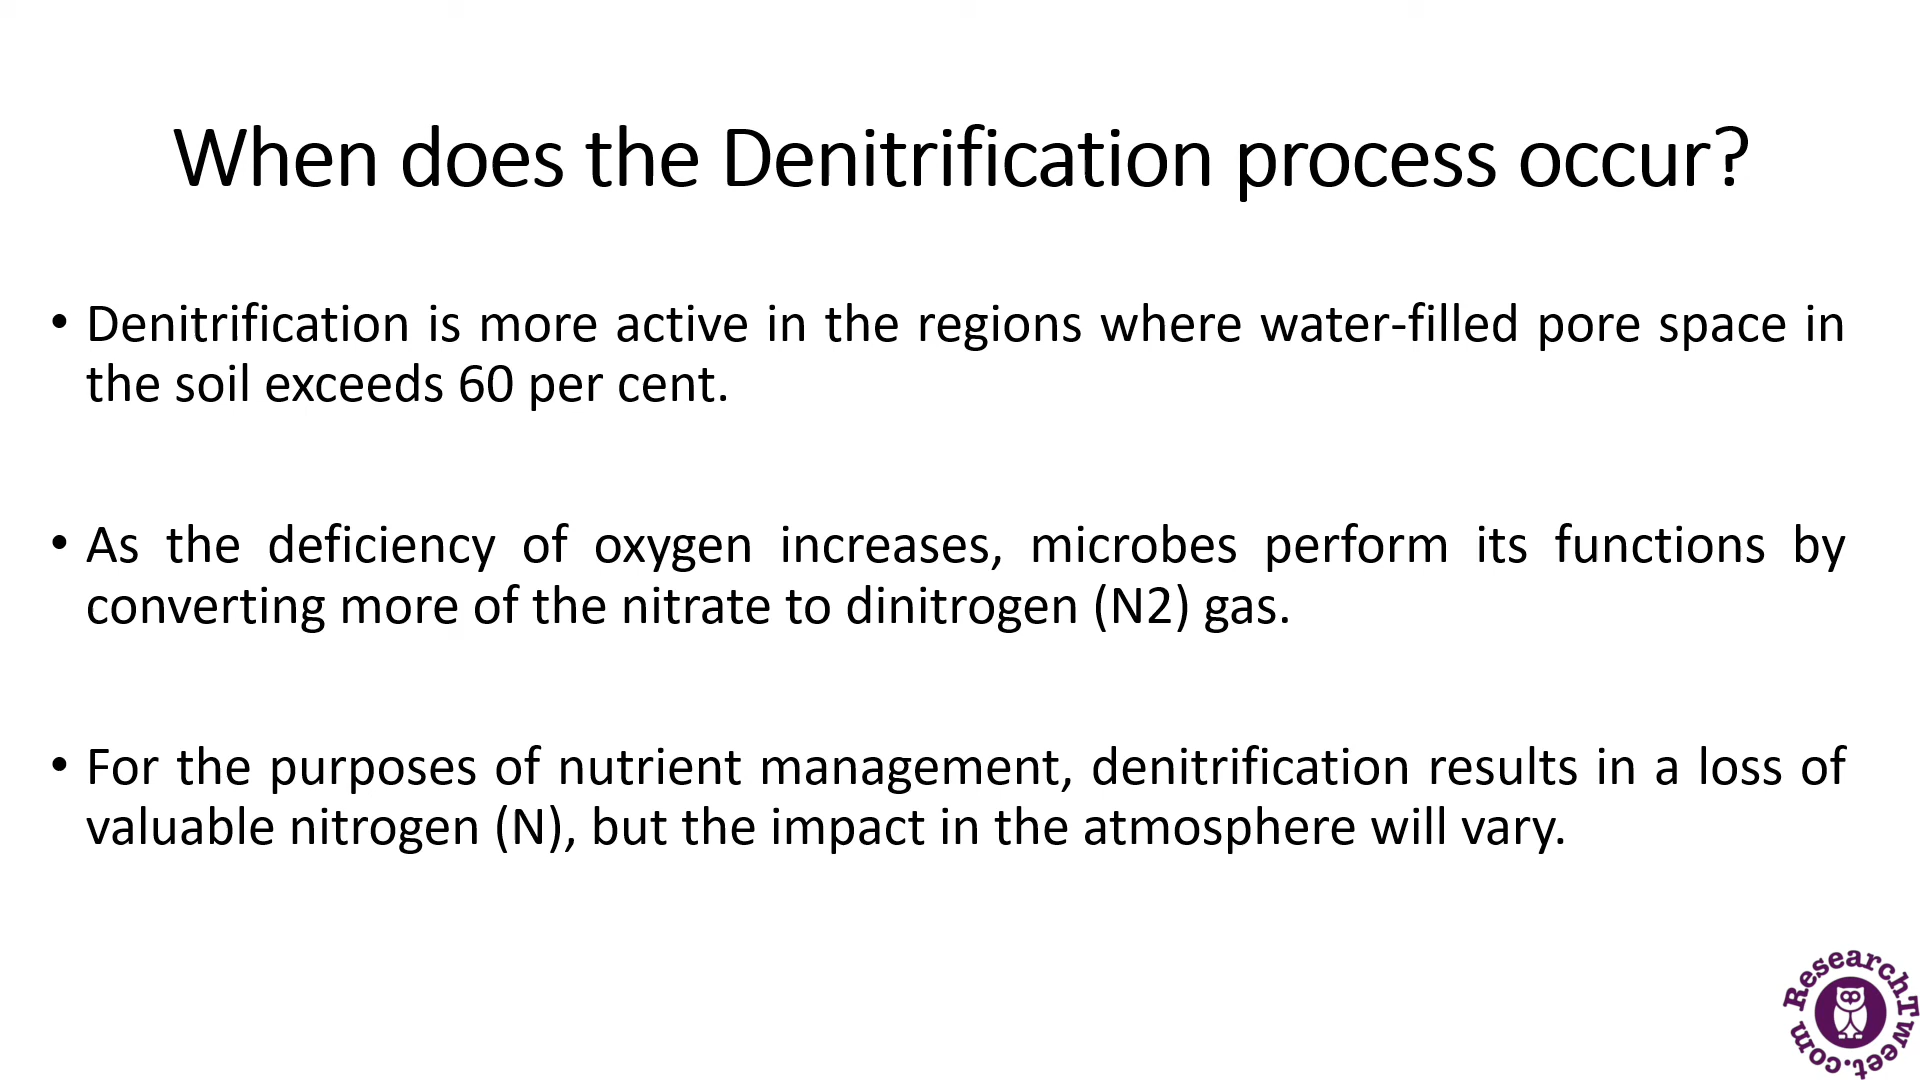 When does the Denitrification process occur?
• Denitrification is more active in the regions where water-filled pore space in
the soil exceeds 60 per cent.
• As the deficiency of oxygen increases, microbes perform its functions by
converting more of the nitrate to dinitrogen (N2) gas.
• For the purposes of nutrient management, denitrification results in a loss of
valuable nitrogen (N), but the impact in the atmosphere will vary.
ResearchTweet.com